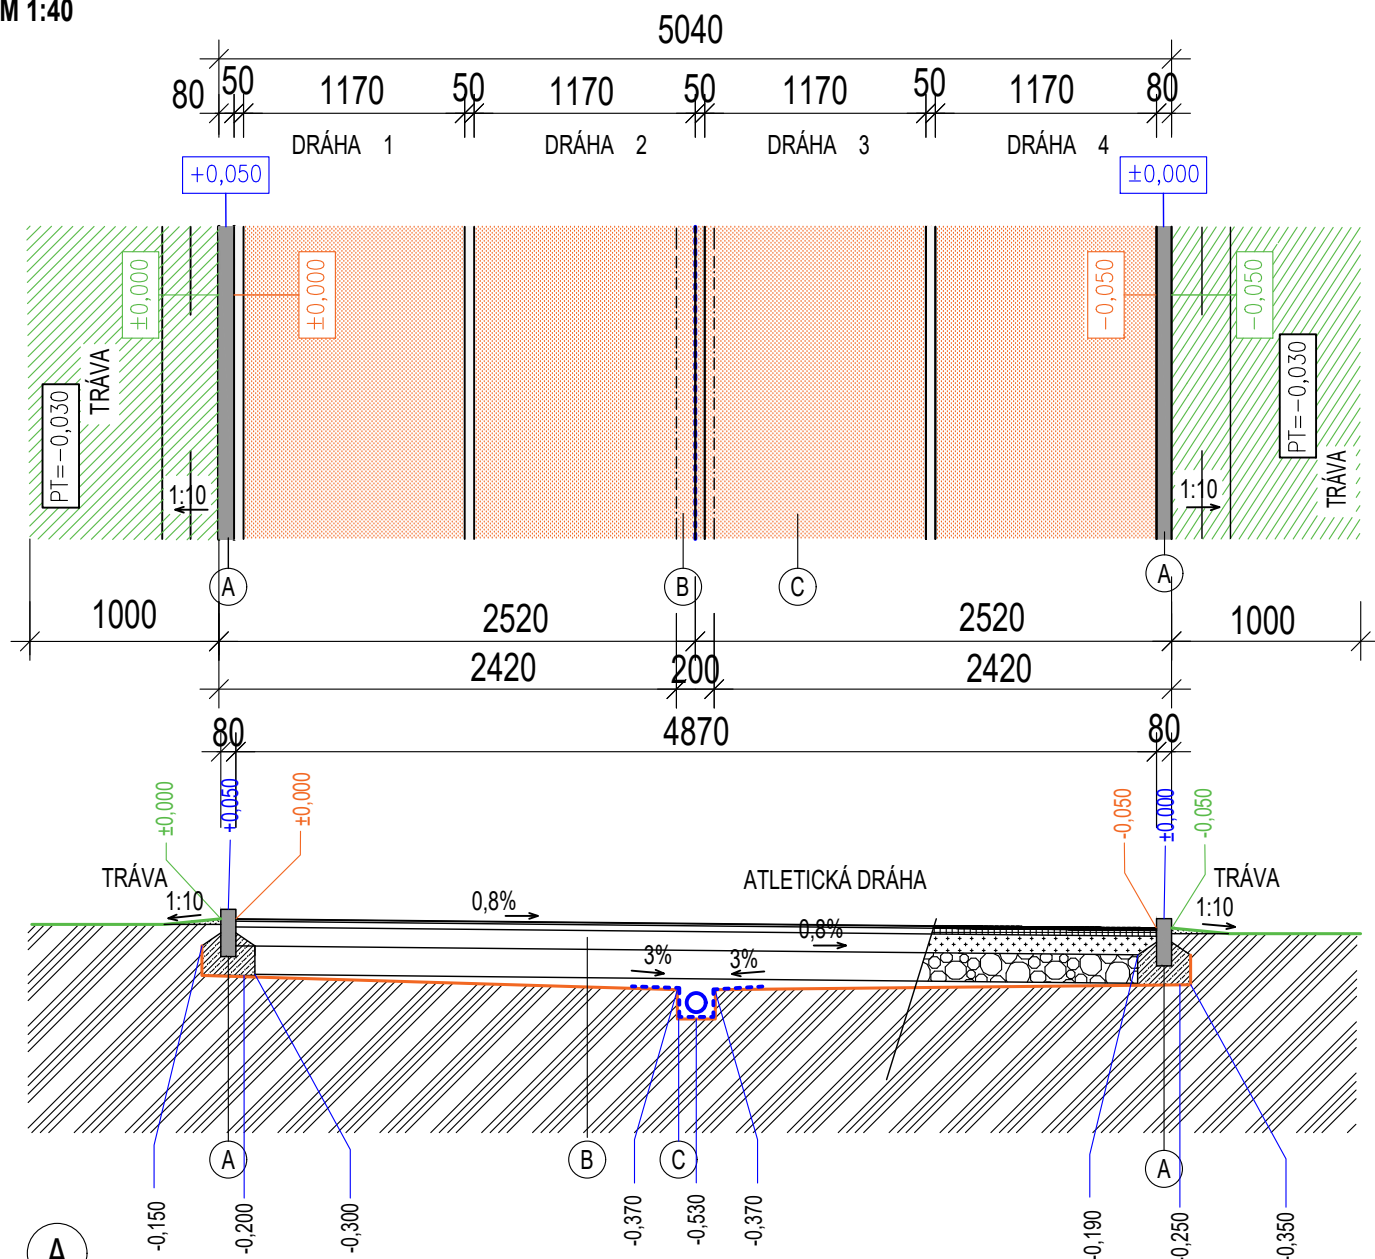 M 1:40
5040
80 50 1170 50 1170 50 1170 50 1170 80
DRÁHA 1 DRÁHA 2 DRÁHA 3 DRÁHA 4
+0,050 ±0,000
±0,000 ±0,000 -0,050 -0,050
TRÁVA
PT=-0,030 PT=-0,030
TRÁVA
1:10 1:10
A B C A
1000 2520 2520 1000
2420 200 2420
80 4870 80
±0,000 +0,050 ±0,000 -0,050 ±0,000 -0,050
TRÁVA ATLETICKÁ DRÁHA TRÁVA
1:10 0,8% 1:10
0,8%
3% 3%
A B C A
-0,150 -0,200 -0,300 -0,370 -0,530 -0,370 -0,190 -0,250 -0,350
A